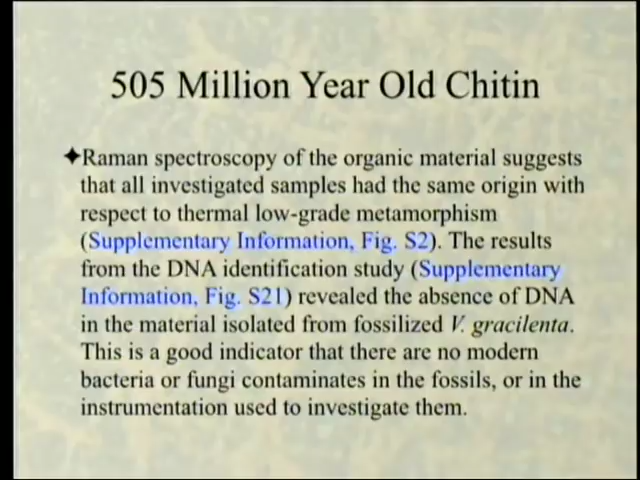 505 Million Year Old Chitin
✦Raman spectroscopy of the organic material suggests
that all investigated samples had the same origin with
respect to thermal low-grade metamorphism
(Supplementary Information, Fig. S2). The results
from the DNA identification study (Supplementary
Information, Fig. S21) revealed the absence of DNA
in the material isolated from fossilized V. gracilenta.
This is a good indicator that there are no modern
bacteria or fungi contaminates in the fossils, or in the
instrumentation used to investigate them.